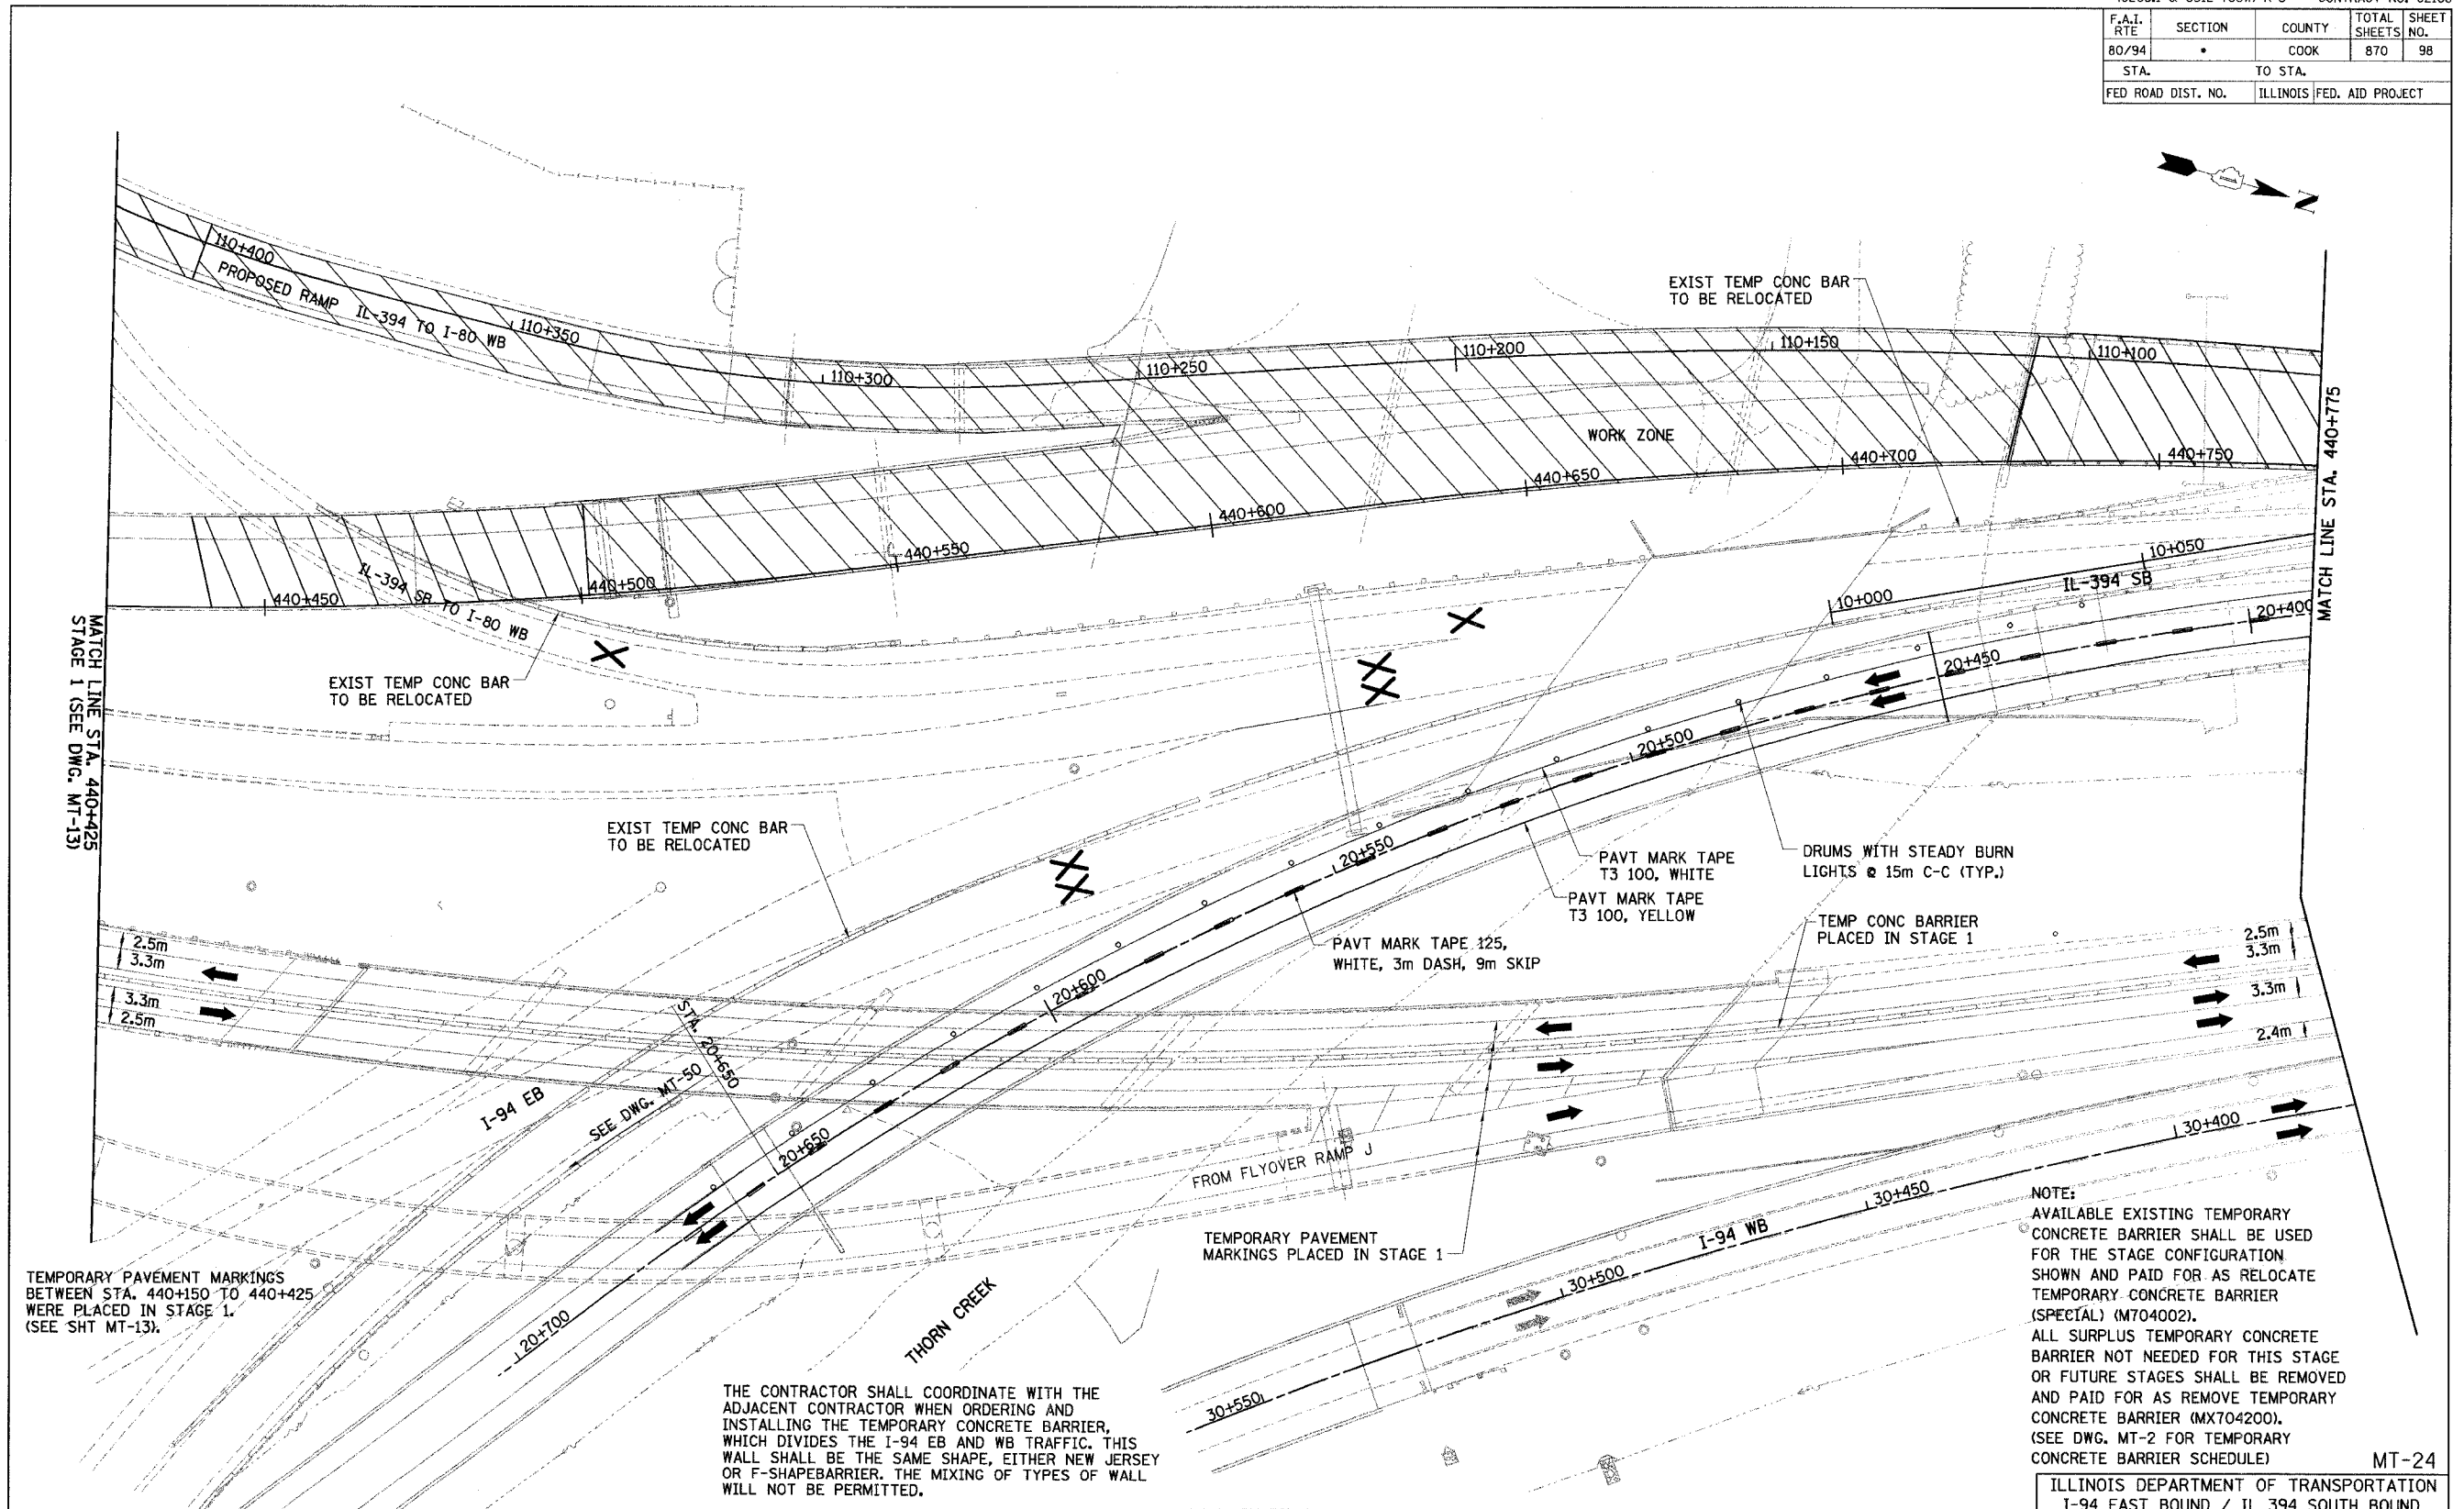 F.A.I. RTE SECTION COUNTY TOTAL SHEETS SHEET NO.
80/94 • COOK 870 98
STA. TO STA.
FED ROAD DIST. NO. ILLINOIS FED. AID PROJECT
N
EXIST TEMP CONC BAR
TO BE RELOCATED
110+400
PROPOSED RAMP IL-394 TO I-80 WB
110+350
110+300
110+250
110+200
110+150
110+100
WORK ZONE
440+450
440+500
440+550
440+600
440+650
440+700
440+750
MATCH LINE STA. 440+775
IL-394 SB TO I-80 WB
10+000
10+050
IL-394 SB
20+400
20+450
20+500
20+550
20+600
20+650
20+700
MATCH LINE STA. 440+425
STAGE 1 (SEE DWG. MT-13)
EXIST TEMP CONC BAR
TO BE RELOCATED
EXIST TEMP CONC BAR
TO BE RELOCATED
PAVT MARK TAPE
T3 100, WHITE
DRUMS WITH STEADY BURN
LIGHTS @ 15m C-C (TYP.)
PAVT MARK TAPE
T3 100, YELLOW
TEMP CONC BARRIER
PLACED IN STAGE 1
PAVT MARK TAPE 125,
WHITE, 3m DASH, 9m SKIP
2.5m
3.3m
3.3m
2.5m
2.5m
3.3m
3.3m
2.4m
STA. 20+650
I-94 EB
SEE DWG. MT-50
FROM FLYOVER RAMP J
TEMPORARY PAVEMENT
MARKINGS PLACED IN STAGE 1
I-94 WB
30+400
30+450
30+500
30+550
THORN CREEK
TEMPORARY PAVEMENT MARKINGS
BETWEEN STA. 440+150 TO 440+425
WERE PLACED IN STAGE 1.
(SEE SHT MT-13).
THE CONTRACTOR SHALL COORDINATE WITH THE
ADJACENT CONTRACTOR WHEN ORDERING AND
INSTALLING THE TEMPORARY CONCRETE BARRIER,
WHICH DIVIDES THE I-94 EB AND WB TRAFFIC. THIS
WALL SHALL BE THE SAME SHAPE, EITHER NEW JERSEY
OR F-SHAPEBARRIER. THE MIXING OF TYPES OF WALL
WILL NOT BE PERMITTED.
NOTE:
AVAILABLE EXISTING TEMPORARY
CONCRETE BARRIER SHALL BE USED
FOR THE STAGE CONFIGURATION
SHOWN AND PAID FOR AS RELOCATE
TEMPORARY CONCRETE BARRIER
(SPECIAL) (M704002).
ALL SURPLUS TEMPORARY CONCRETE
BARRIER NOT NEEDED FOR THIS STAGE
OR FUTURE STAGES SHALL BE REMOVED
AND PAID FOR AS REMOVE TEMPORARY
CONCRETE BARRIER (MX704200).
(SEE DWG. MT-2 FOR TEMPORARY
CONCRETE BARRIER SCHEDULE)
MT-24
ILLINOIS DEPARTMENT OF TRANSPORTATION
I-94 EAST BOUND / IL 394 SOUTH BOUND